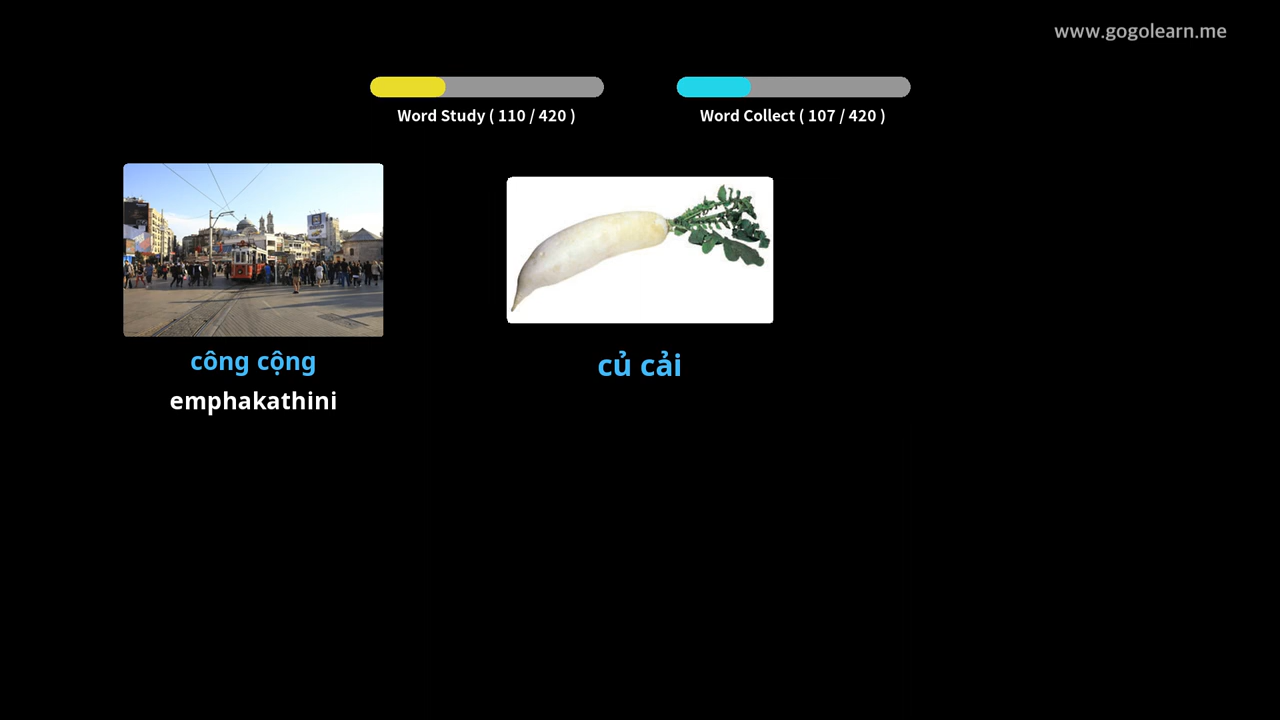 www.gogolearn.me
Word Study ( 110 / 420 )
Word Collect ( 107 / 420 )
công cộng
emphakathini
củ cải